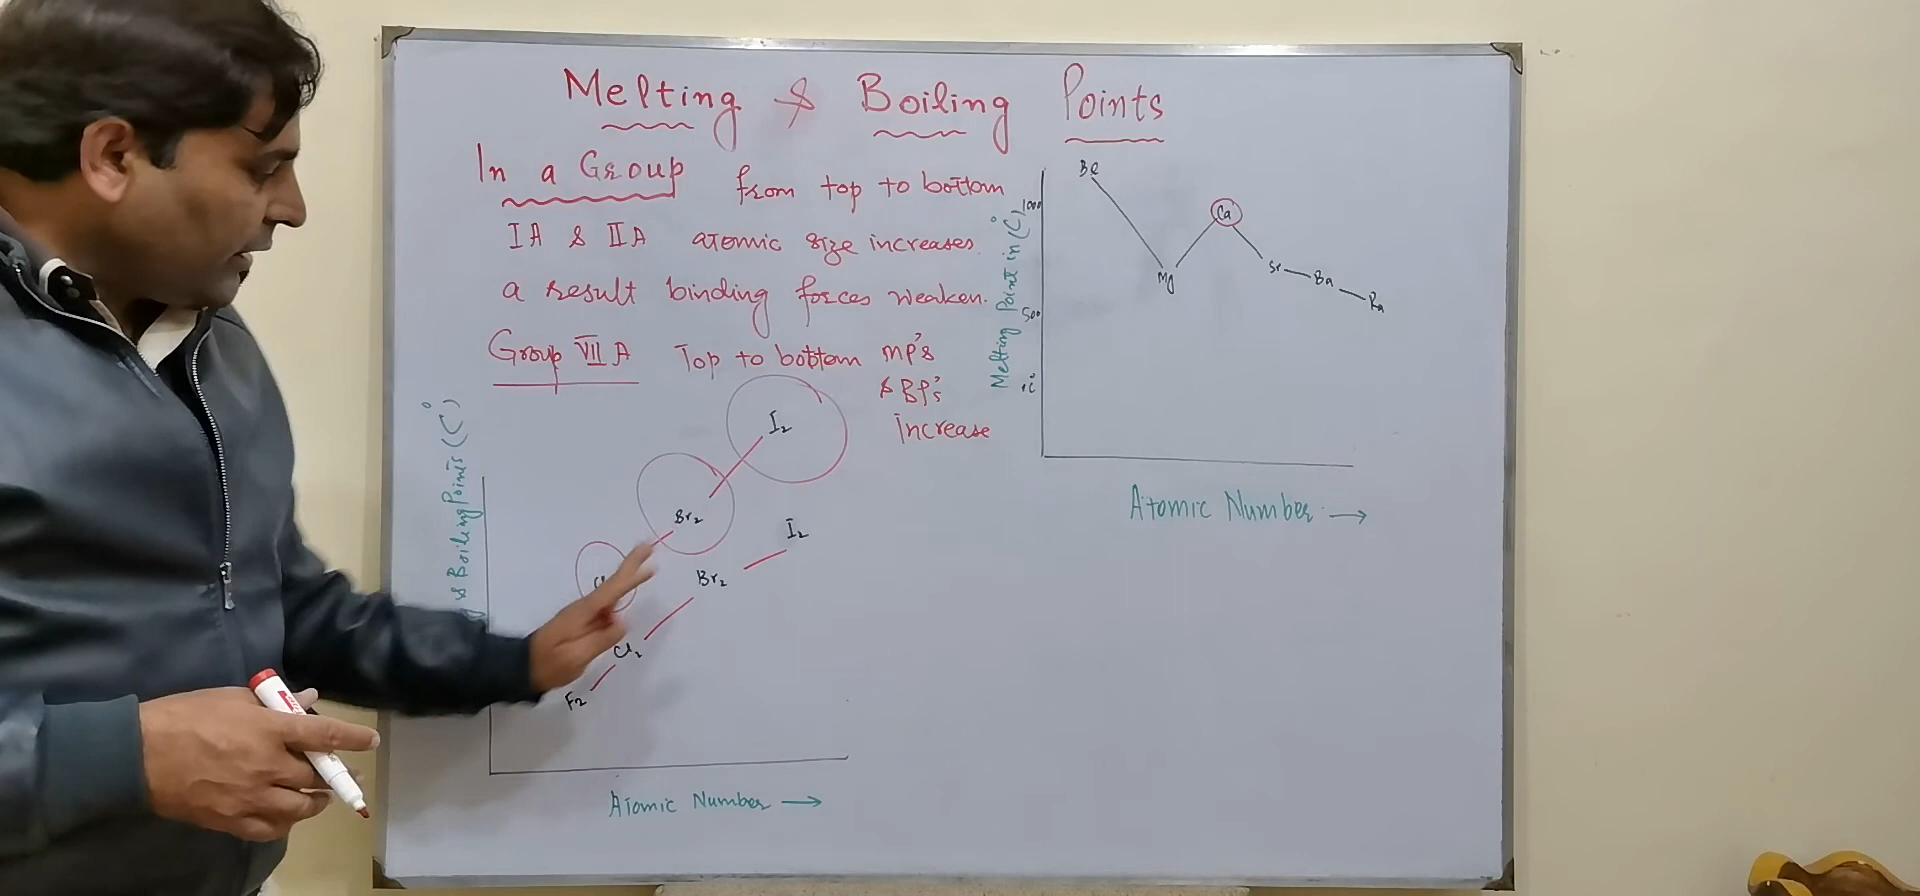 Melting & Boiling Points
In a Group from top to bottom
IA & IIA atomic size increases
a result binding forces weaken.
Group VII A Top to bottom MP's
& BP's
increase
& Boiling Points (C°)
I₂
Br₂
I₂
Br₂
Cl₂
F₂
Atomic Number →
Melting Point in (C°)
1000
500
Be
Ca
Mg
Sr
Ba
Ra
Atomic Number →